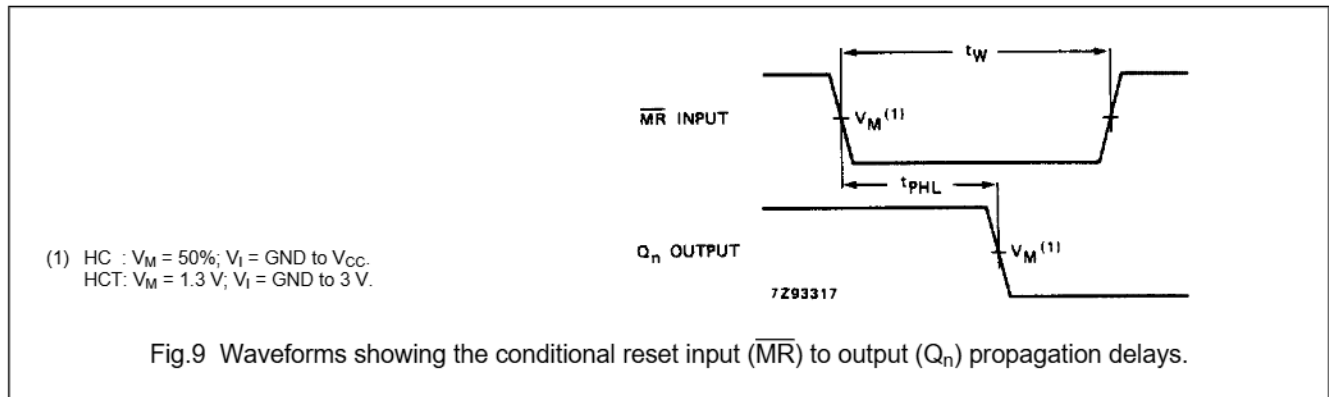 tW
MR INPUT
VM(1)
tPHL
Qn OUTPUT
VM(1)
7Z93317
(1) HC : VM = 50%; VI = GND to VCC.
HCT: VM = 1.3 V; VI = GND to 3 V.
Fig.9 Waveforms showing the conditional reset input (MR) to output (Qn) propagation delays.